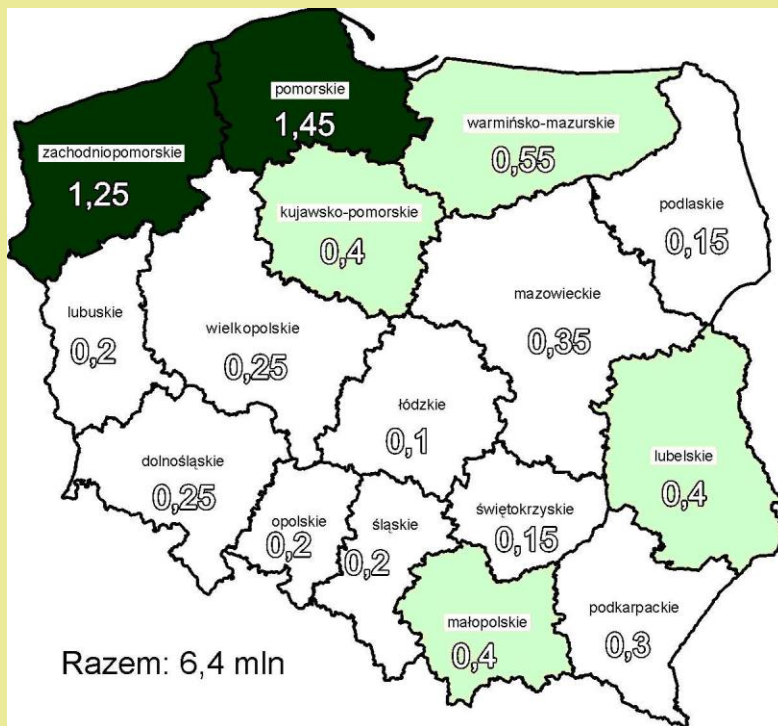 pomorskie
1,45
warmińsko-mazurskie
0,55
zachodniopomorskie
1,25
kujawsko-pomorskie
0,4
podlaskie
0,15
mazowieckie
0,35
lubuskie
0,2
wielkopolskie
0,25
łódzkie
0,1
lubelskie
0,4
dolnośląskie
0,25
opolskie
0,2
śląskie
0,2
świętokrzyskie
0,15
małopolskie
0,4
podkarpackie
0,3
Razem: 6,4 mln